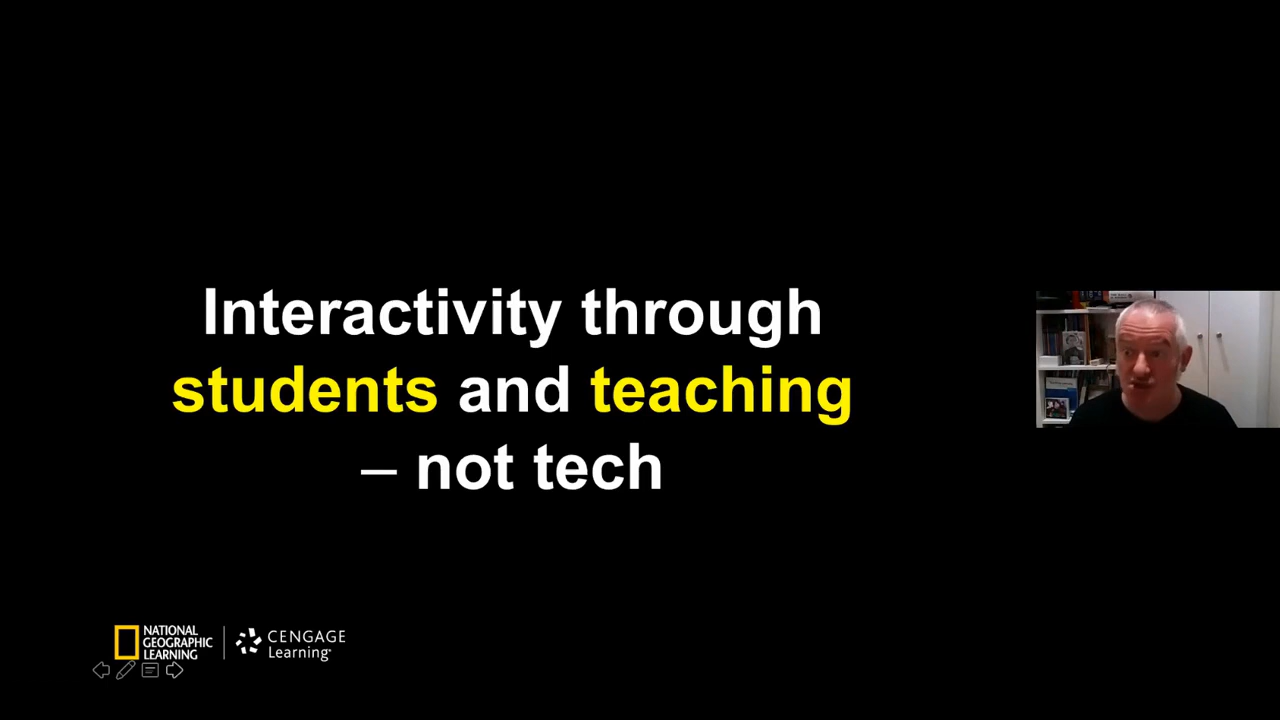 Interactivity through
students and teaching
– not tech
NATIONAL
GEOGRAPHIC
LEARNING
CENGAGE
Learning